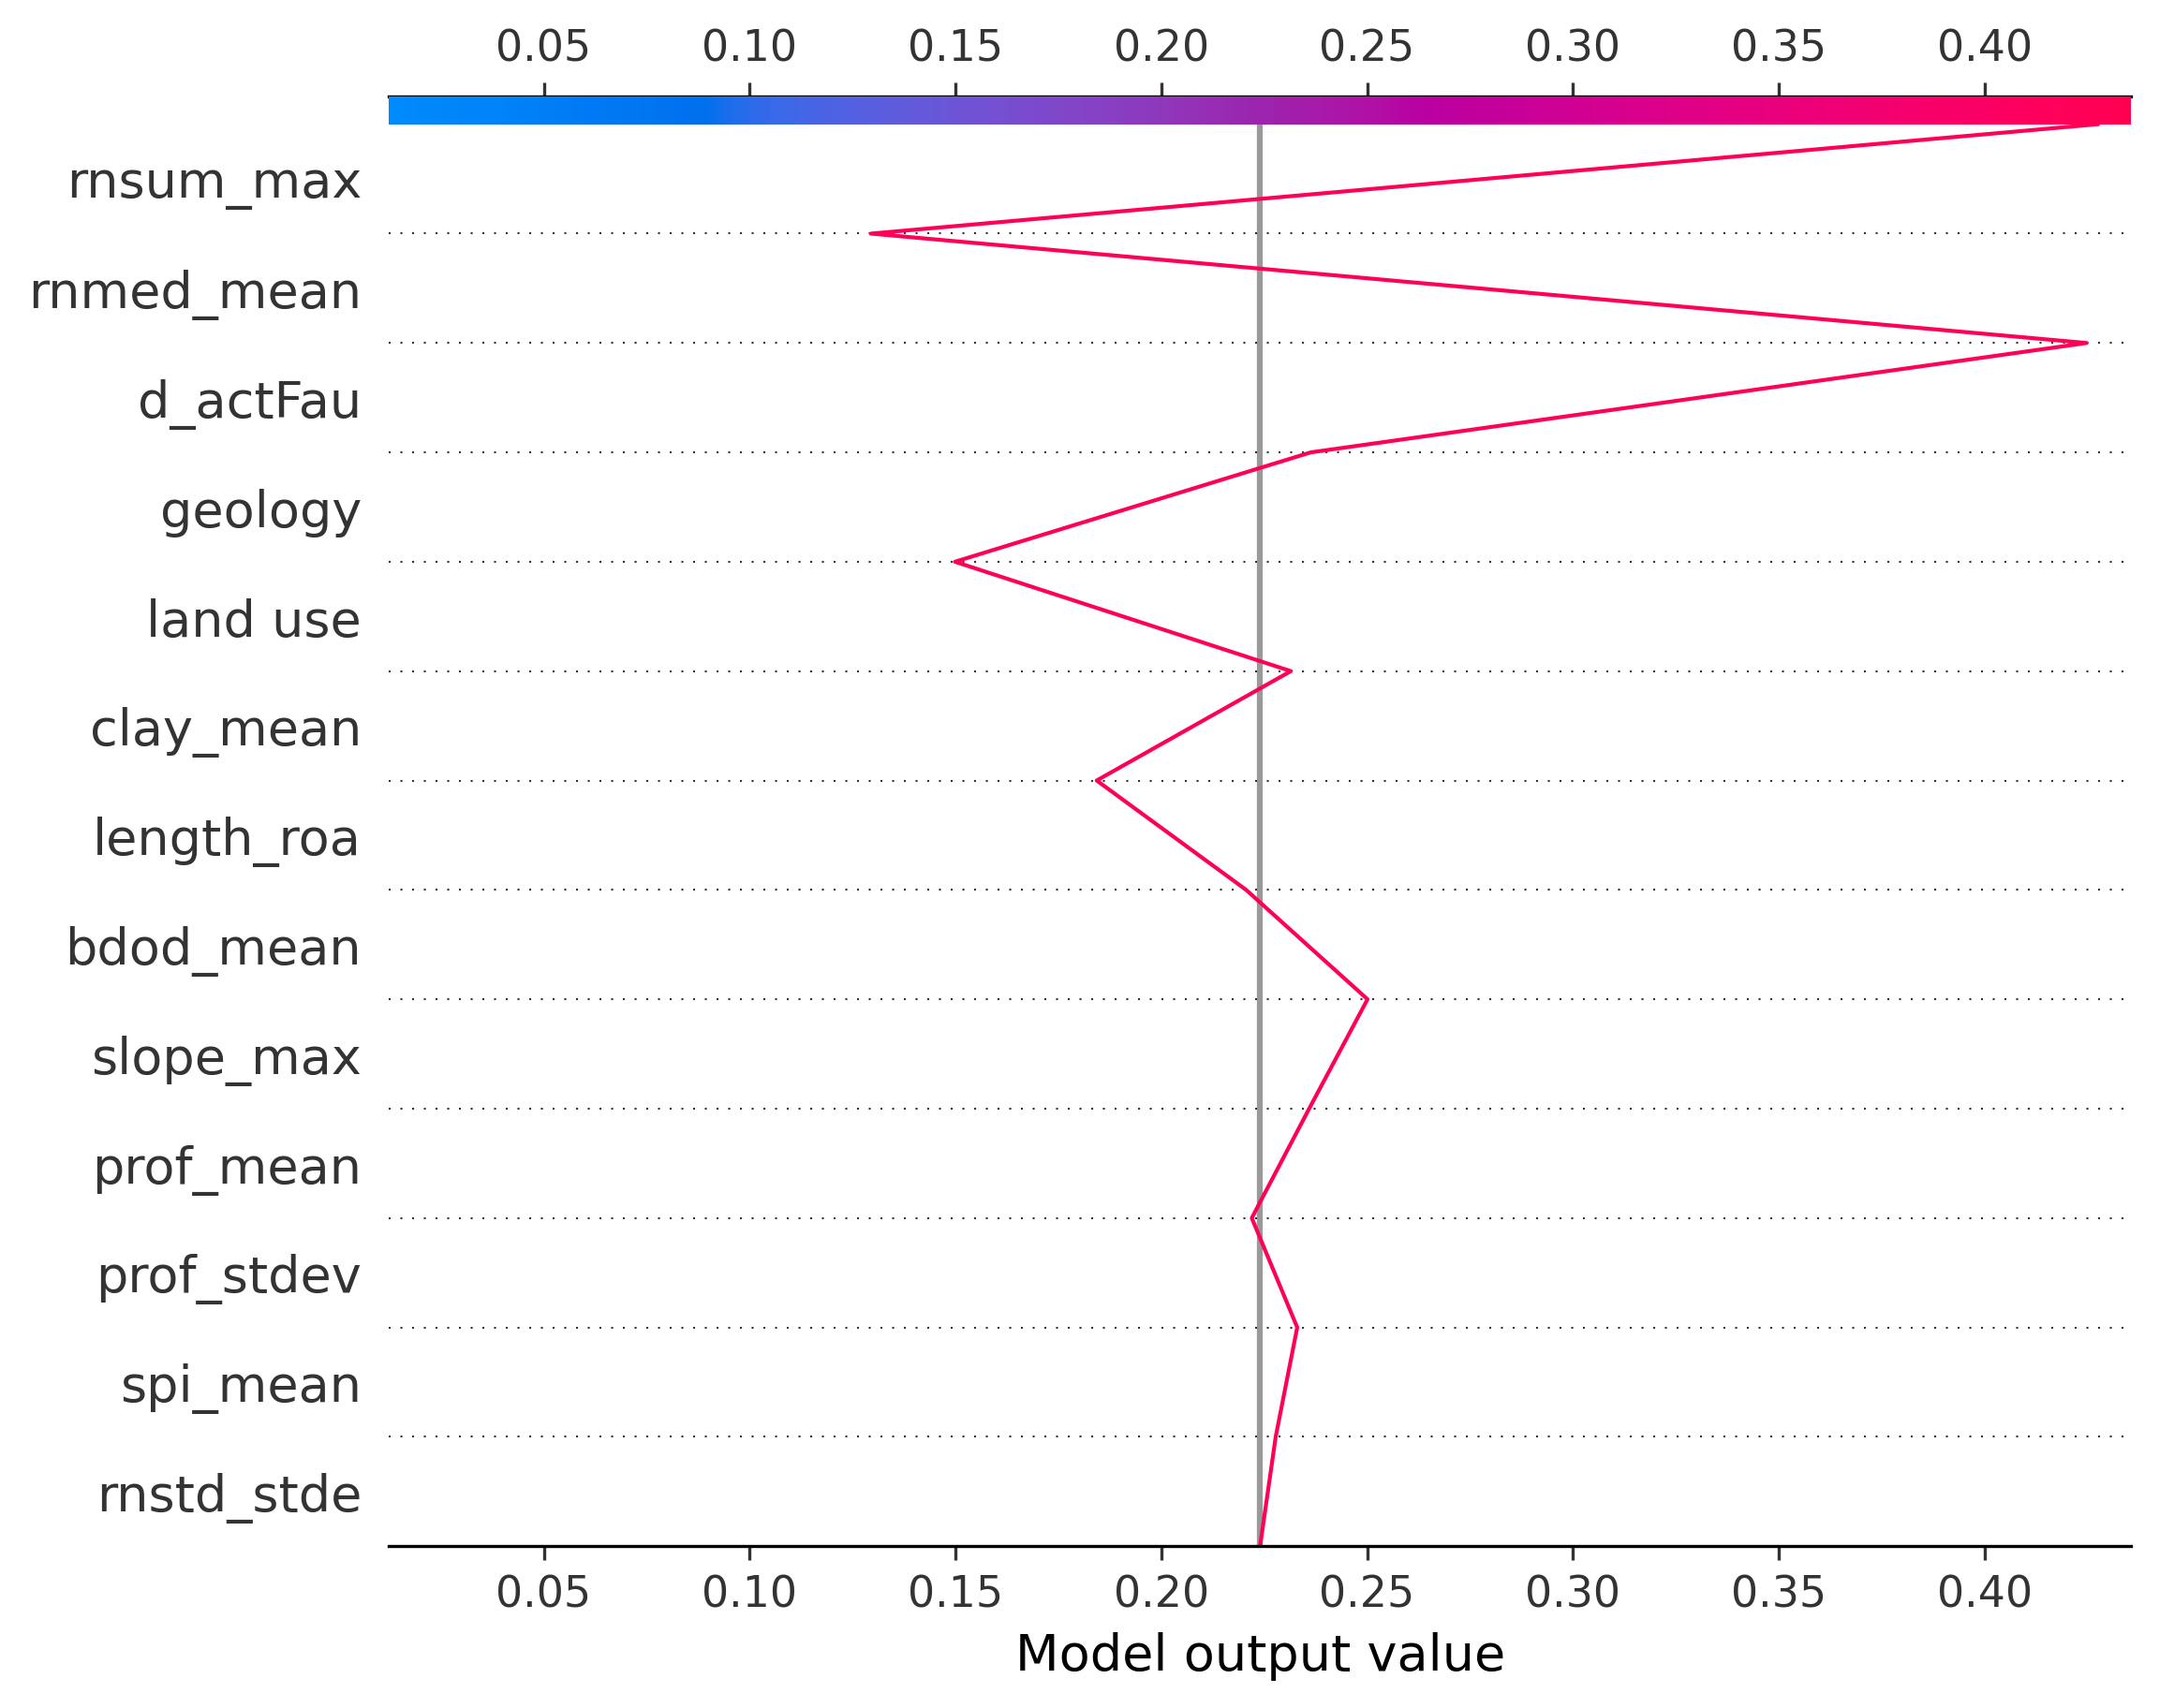 0.05 0.10 0.15 0.20 0.25 0.30 0.35 0.40
rnsum_max
rnmed_mean
d_actFau
geology
land use
clay_mean
length_roa
bdod_mean
slope_max
prof_mean
prof_stdev
spi_mean
rnstd_stde
0.05 0.10 0.15 0.20 0.25 0.30 0.35 0.40
Model output value